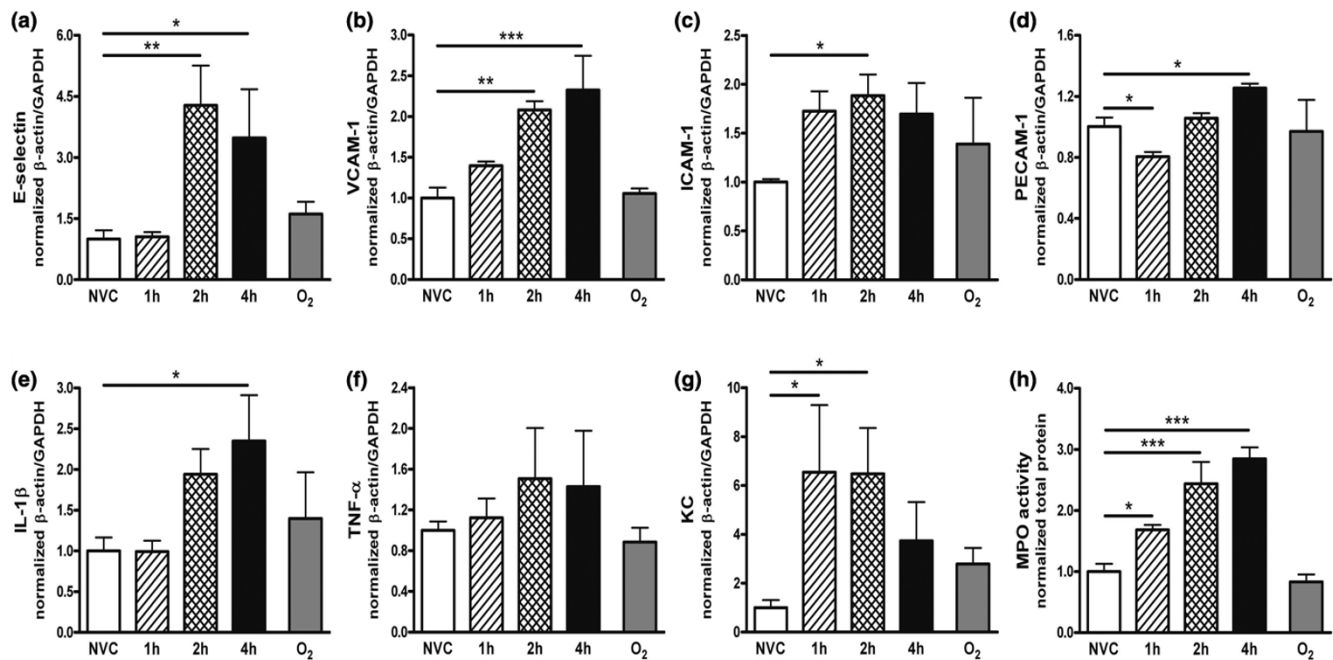 (a)
E-selectin
normalized β-actin/GAPDH
6.0
4.5
3.0
1.5
0.0
*
**
NVC 1h 2h 4h O₂
(b)
VCAM-1
normalized β-actin/GAPDH
3.0
2.5
2.0
1.5
1.0
0.5
0.0
***
**
NVC 1h 2h 4h O₂
(c)
ICAM-1
normalized β-actin/GAPDH
2.5
2.0
1.5
1.0
0.5
0.0
*
NVC 1h 2h 4h O₂
(d)
PECAM-1
normalized β-actin/GAPDH
1.6
1.2
0.8
0.4
0.0
*
*
NVC 1h 2h 4h O₂
(e)
IL-1β
normalized β-actin/GAPDH
3.0
2.5
2.0
1.5
1.0
0.5
0.0
*
NVC 1h 2h 4h O₂
(f)
TNF-α
normalized β-actin/GAPDH
2.4
2.0
1.6
1.2
0.8
0.4
0.0
NVC 1h 2h 4h O₂
(g)
KC
normalized β-actin/GAPDH
10
8
6
4
2
0
*
*
NVC 1h 2h 4h O₂
(h)
MPO activity
normalized total protein
4.0
3.0
2.0
1.0
0.0
***
***
*
NVC 1h 2h 4h O₂